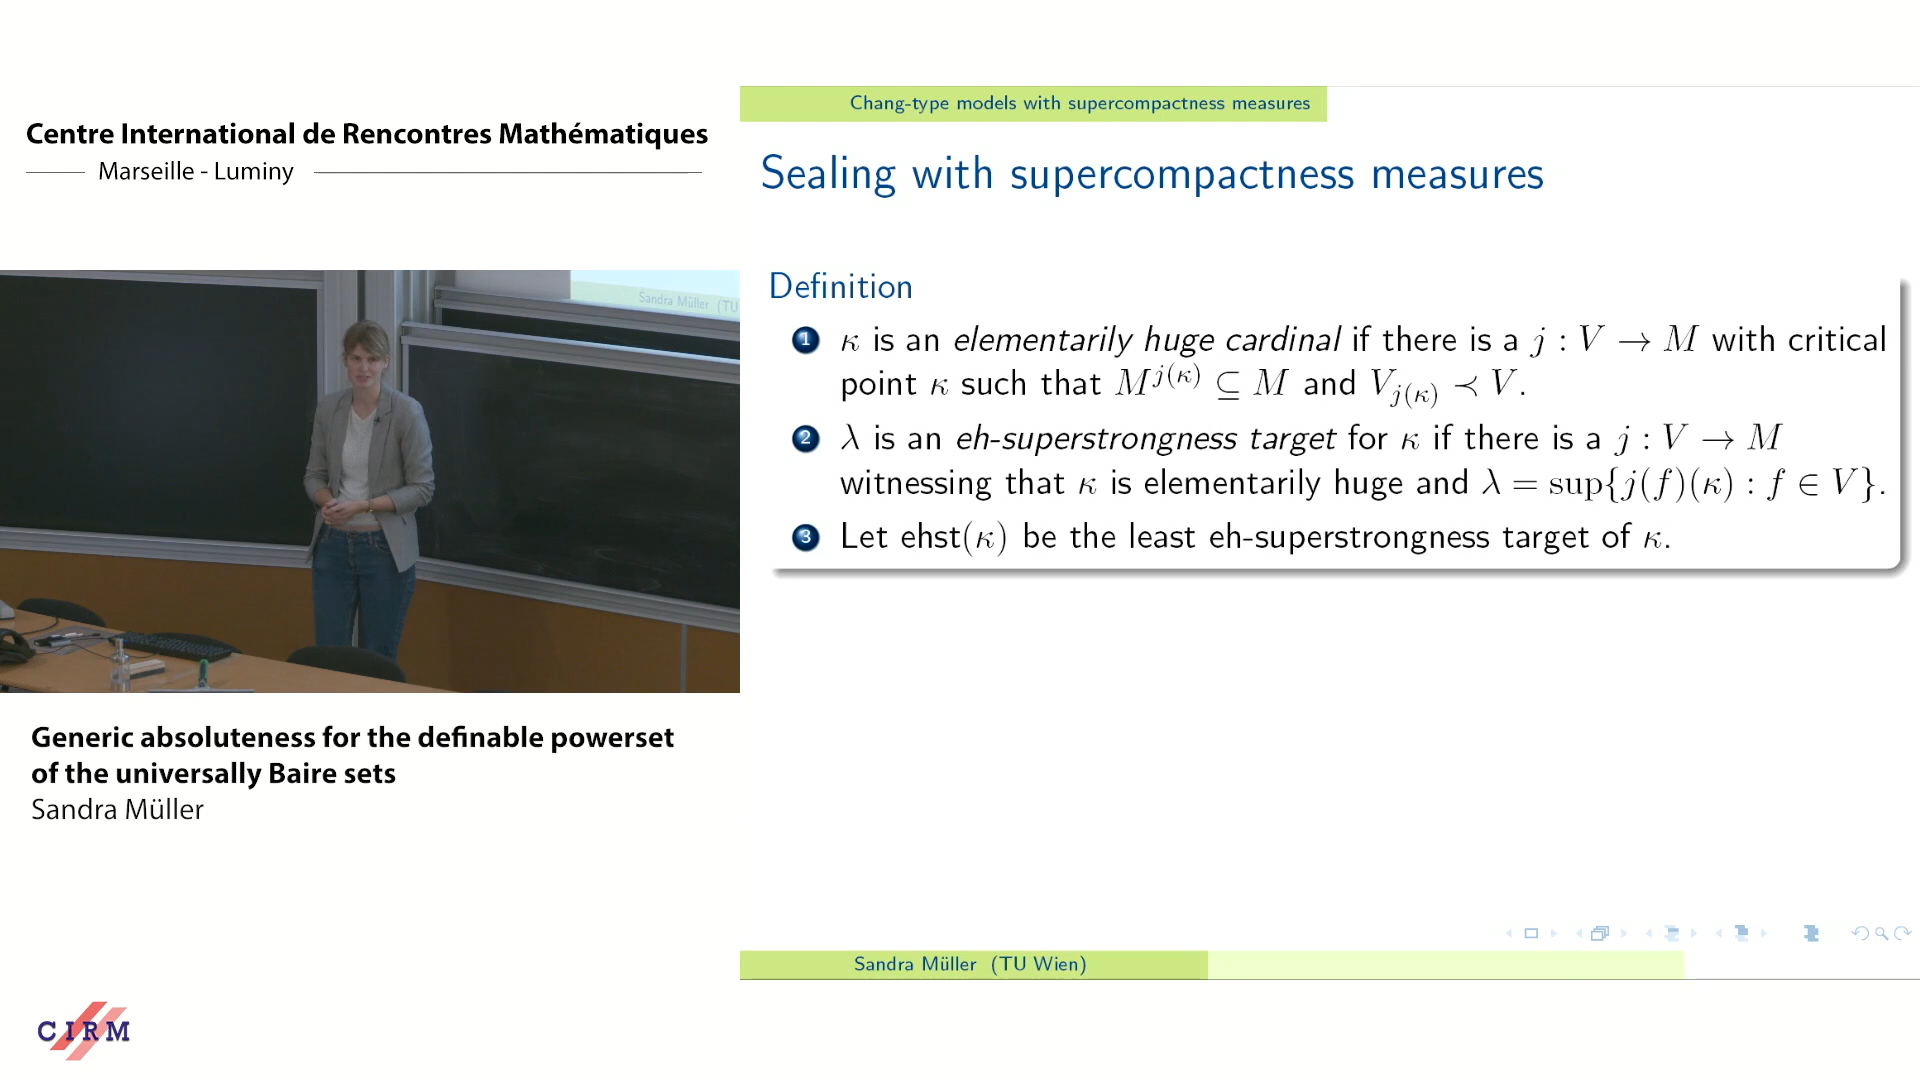 Centre International de Rencontres Mathématiques
Marseille - Luminy
Sandra Müller (TU
Generic absoluteness for the definable powerset
of the universally Baire sets
Sandra Müller
CIRM
Chang-type models with supercompactness measures
Sealing with supercompactness measures
Definition
1 κ is an elementarily huge cardinal if there is a j : V → M with critical
point κ such that M^{j(κ)} ⊆ M and V_{j(κ)} ≺ V.
2 λ is an eh-superstrongness target for κ if there is a j : V → M
witnessing that κ is elementarily huge and λ = sup{j(f)(κ) : f ∈ V}.
3 Let ehst(κ) be the least eh-superstrongness target of κ.
Sandra Müller (TU Wien)